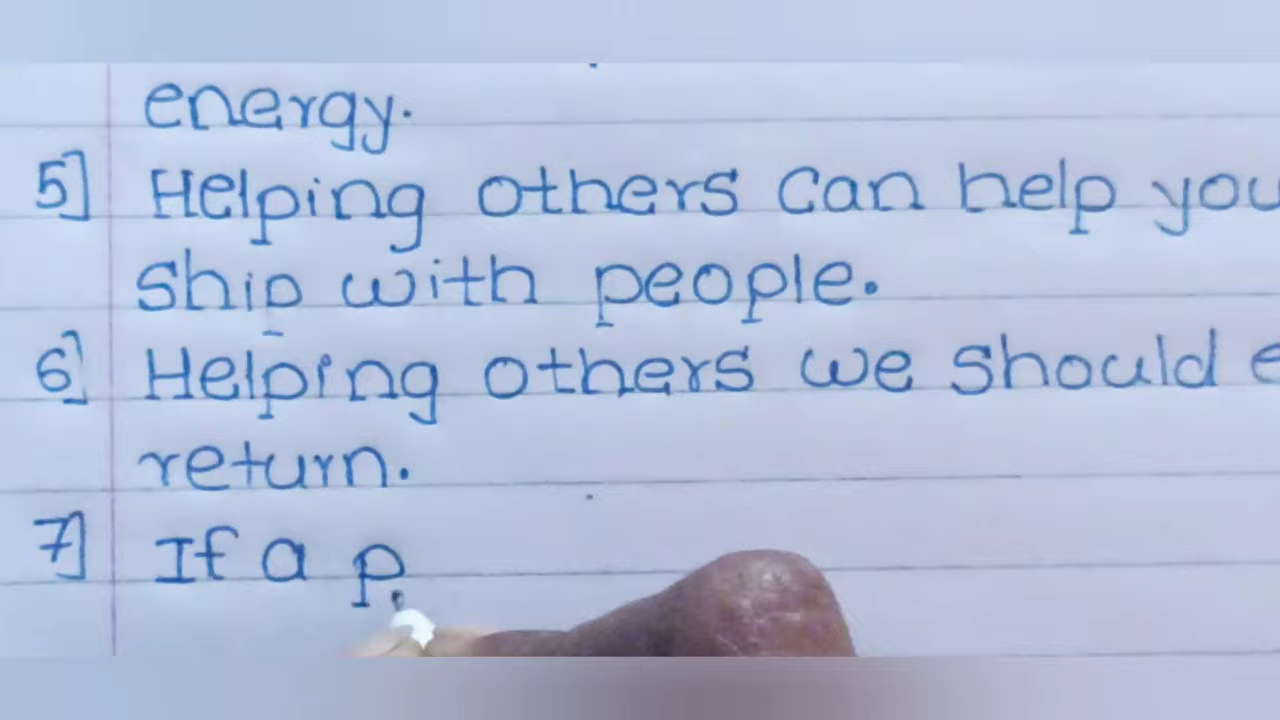 energy.
5] Helping others can help you
ship with people.
6] Helping others we should
return.
7] If a p